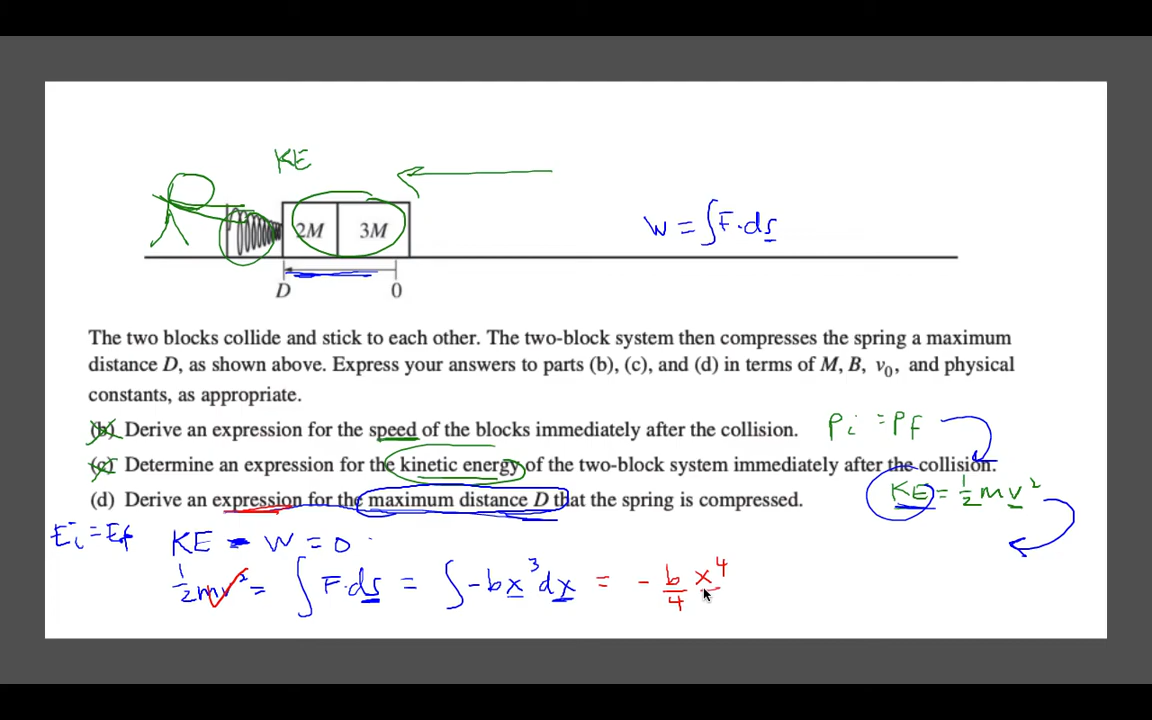 KE
2M 3M
W = ∫F·ds
D 0
The two blocks collide and stick to each other. The two-block system then compresses the spring a maximum
distance D, as shown above. Express your answers to parts (b), (c), and (d) in terms of M, B, v₀, and physical
constants, as appropriate.
(b) Derive an expression for the speed of the blocks immediately after the collision.
Pi = Pf
(c) Determine an expression for the kinetic energy of the two-block system immediately after the collision.
KE = ½mv²
(d) Derive an expression for the maximum distance D that the spring is compressed.
Ei = Ef
KE - W = 0
½mv² = ∫F·ds = ∫-bx³dx = -b/4 x⁴